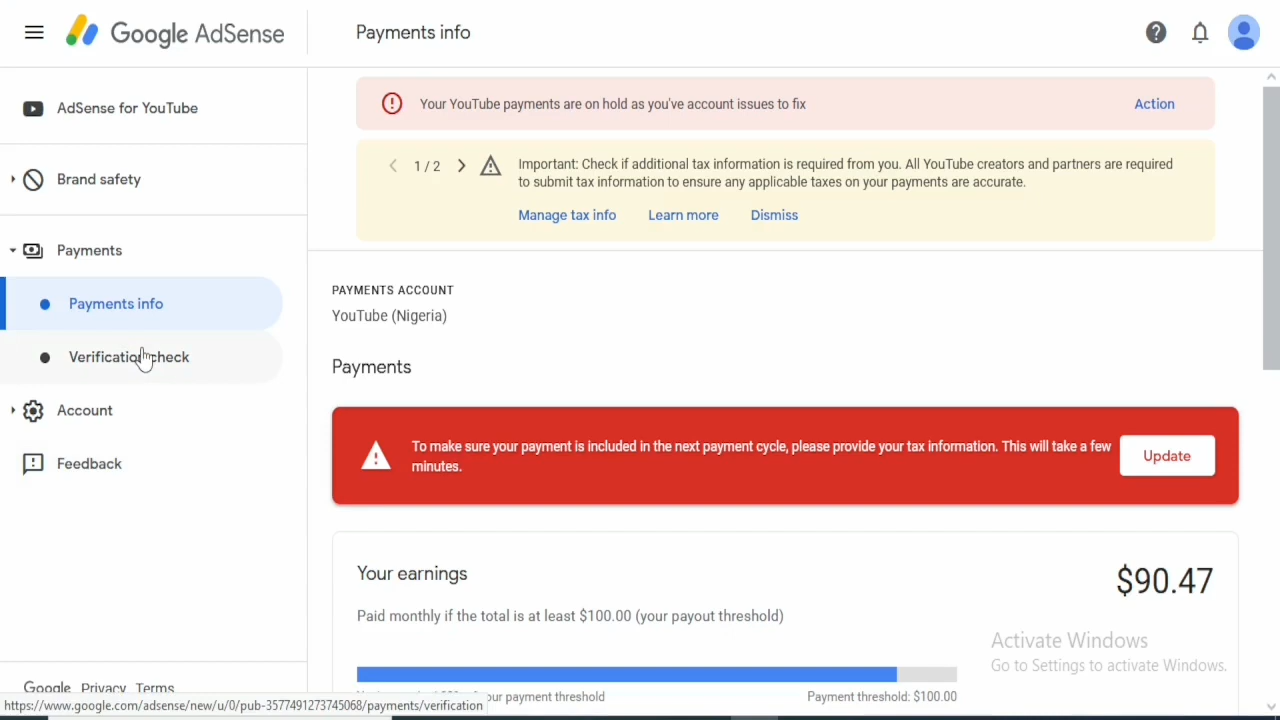 Google AdSense
Payments info
AdSense for YouTube
Brand safety
Payments
Payments info
Verification check
Account
Feedback
Google Privacy Terms
https://www.google.com/adsense/new/u/0/pub-3577491273745068/payments/verification
Your YouTube payments are on hold as you've account issues to fix
Action
1 / 2
Important: Check if additional tax information is required from you. All YouTube creators and partners are required
to submit tax information to ensure any applicable taxes on your payments are accurate.
Manage tax info Learn more Dismiss
PAYMENTS ACCOUNT
YouTube (Nigeria)
Payments
To make sure your payment is included in the next payment cycle, please provide your tax information. This will take a few
minutes.
Update
Your earnings
$90.47
Paid monthly if the total is at least $100.00 (your payout threshold)
payment threshold
Payment threshold: $100.00
Activate Windows
Go to Settings to activate Windows.